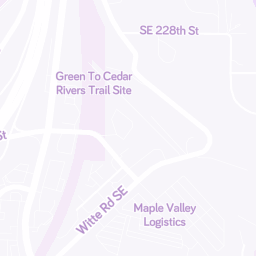 SE 228th St
Green To Cedar
Rivers Trail Site
St
Witte Rd SE
Maple Valley
Logistics